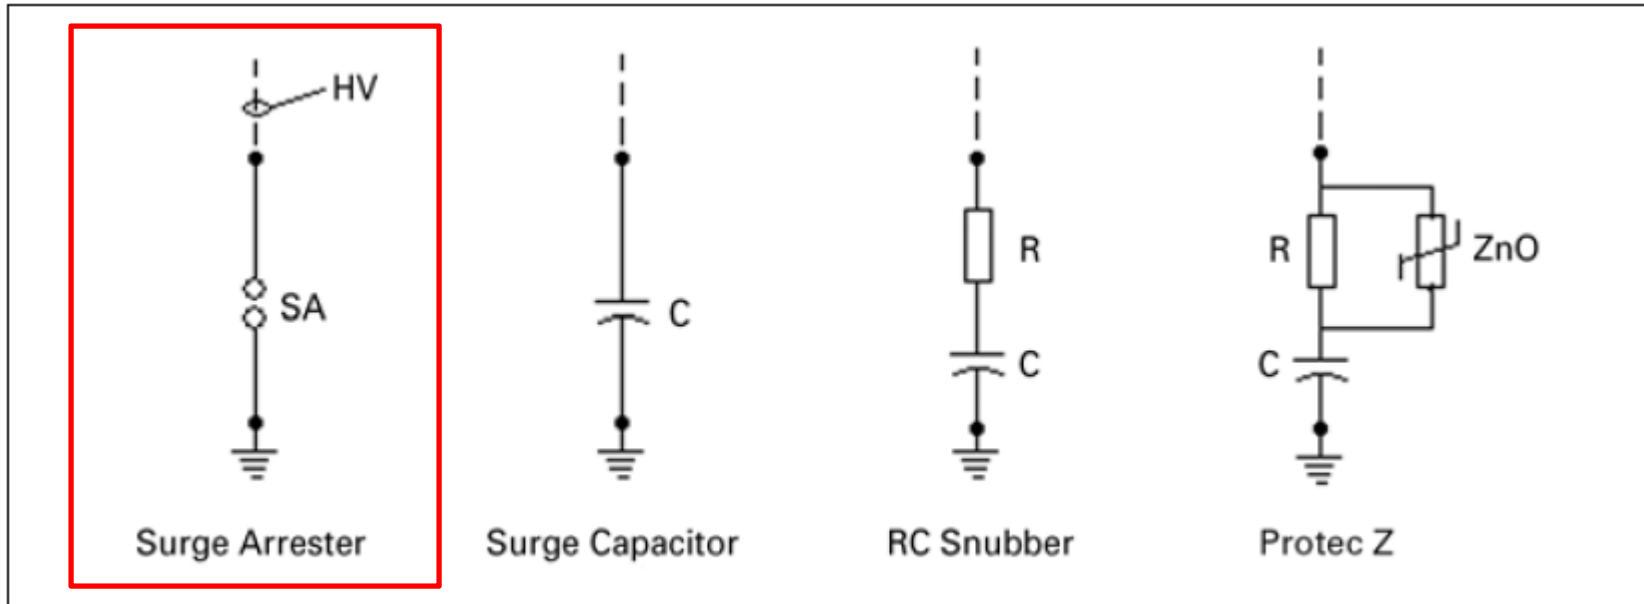 HV
SA
C
R
C
R
ZnO
C
Surge Arrester
Surge Capacitor
RC Snubber
Protec Z